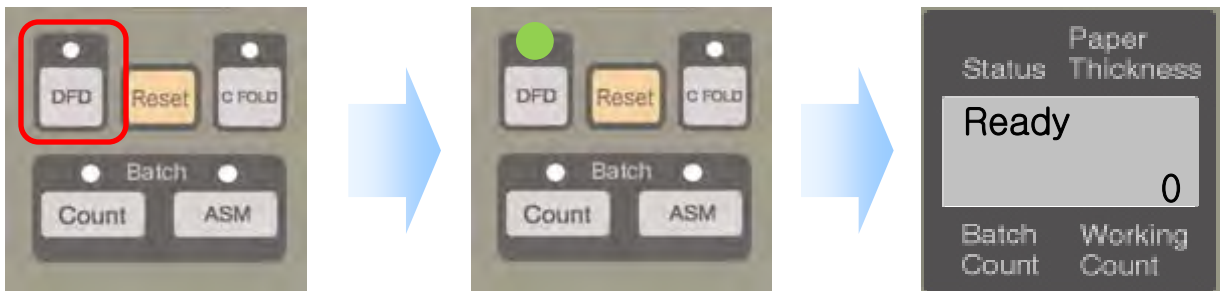 DFD Reset C FOLD
Batch
Count ASM
DFD Reset C FOLD
Batch
Count ASM
Paper
Status Thickness
Ready
0
Batch Working
Count Count